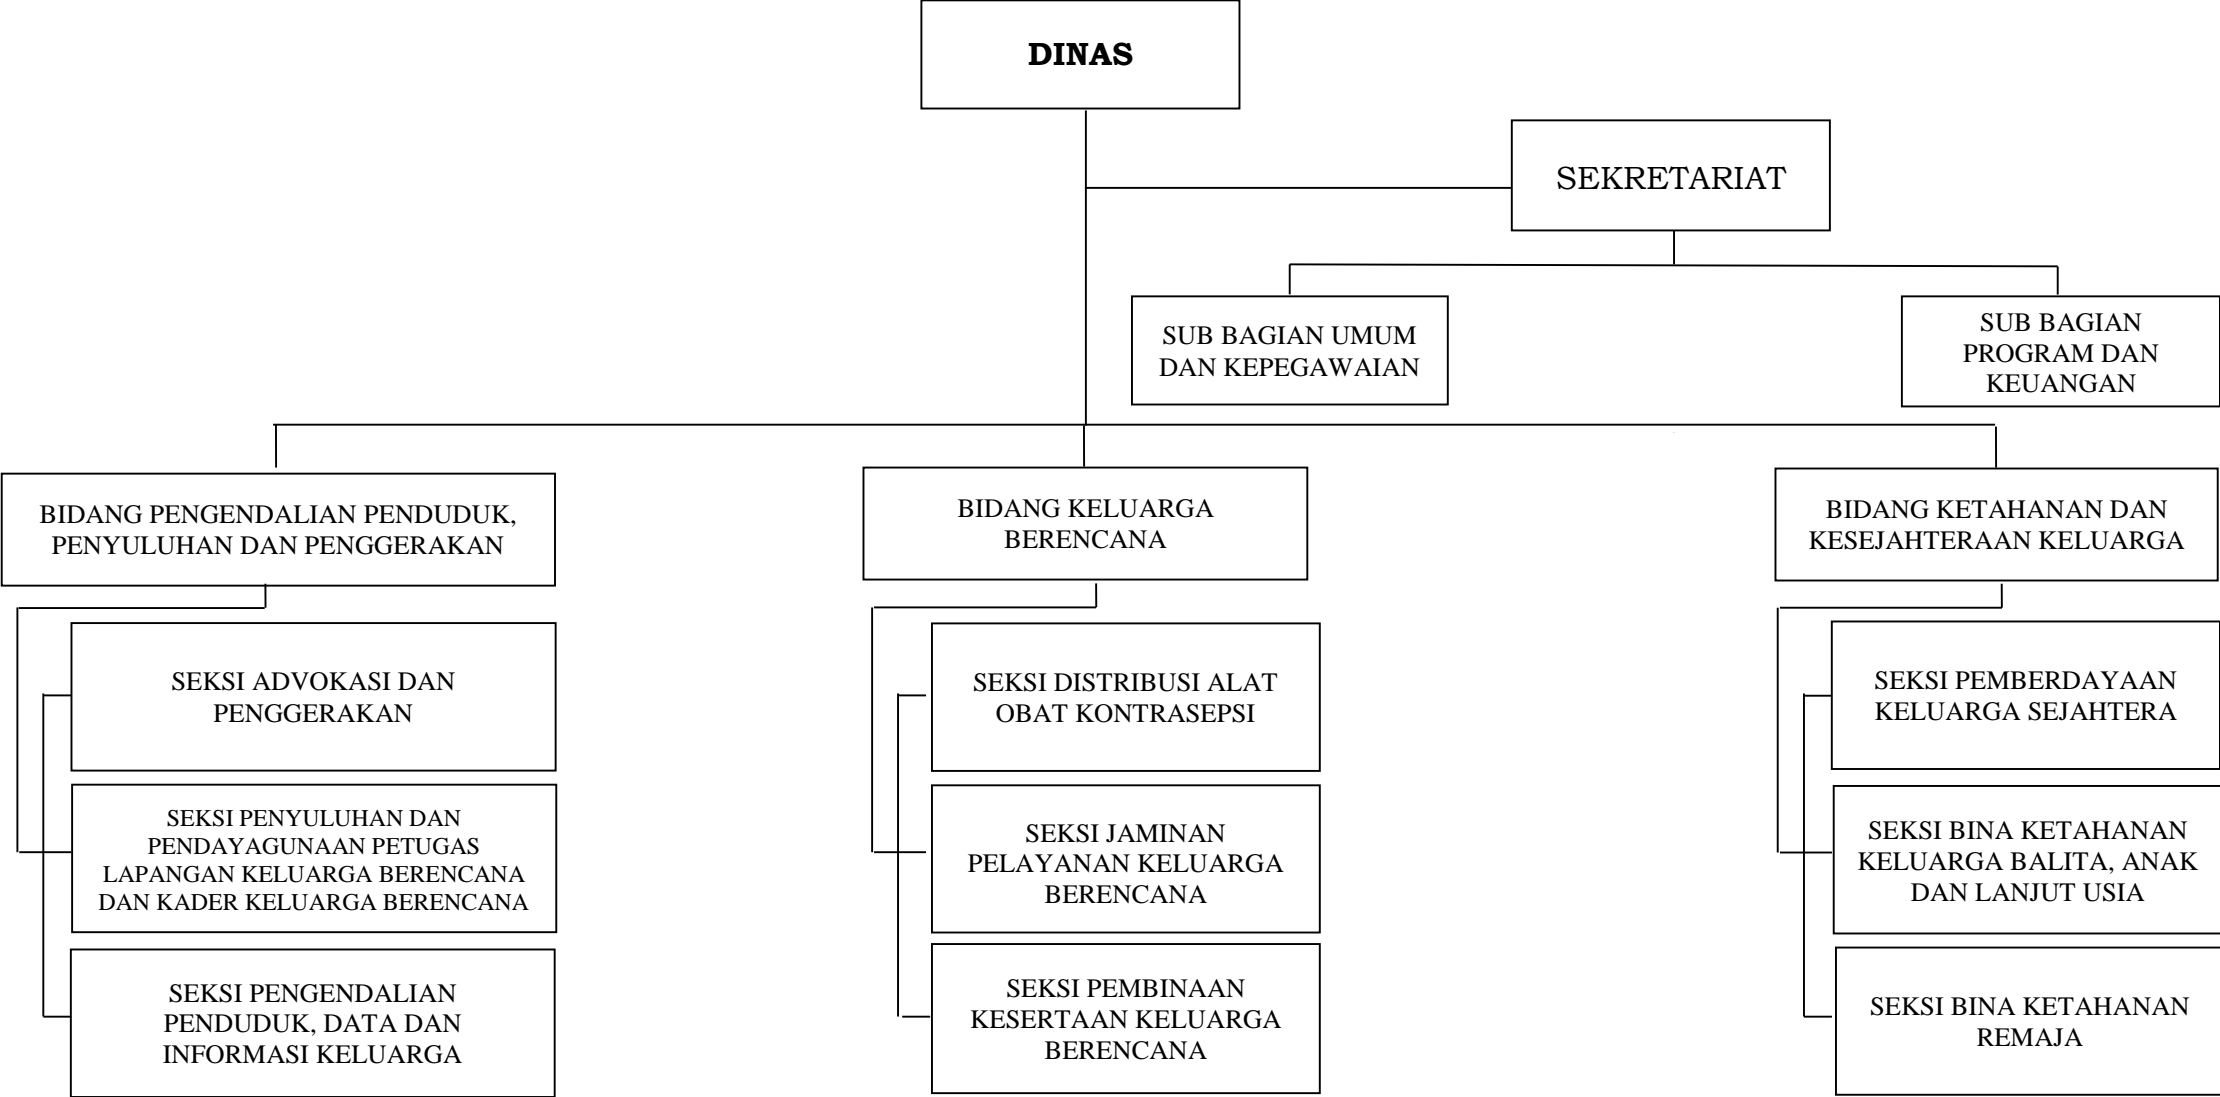 DINAS
SEKRETARIAT
SUB BAGIAN UMUM
DAN KEPEGAWAIAN
SUB BAGIAN
PROGRAM DAN
KEUANGAN
BIDANG PENGENDALIAN PENDUDUK,
PENYULUHAN DAN PENGGERAKAN
BIDANG KELUARGA
BERENCANA
BIDANG KETAHANAN DAN
KESEJAHTERAAN KELUARGA
SEKSI ADVOKASI DAN
PENGGERAKAN
SEKSI PENYULUHAN DAN
PENDAYAGUNAAN PETUGAS
LAPANGAN KELUARGA BERENCANA
DAN KADER KELUARGA BERENCANA
SEKSI PENGENDALIAN
PENDUDUK, DATA DAN
INFORMASI KELUARGA
SEKSI DISTRIBUSI ALAT
OBAT KONTRASEPSI
SEKSI JAMINAN
PELAYANAN KELUARGA
BERENCANA
SEKSI PEMBINAAN
KESERTAAN KELUARGA
BERENCANA
SEKSI PEMBERDAYAAN
KELUARGA SEJAHTERA
SEKSI BINA KETAHANAN
KELUARGA BALITA, ANAK
DAN LANJUT USIA
SEKSI BINA KETAHANAN
REMAJA